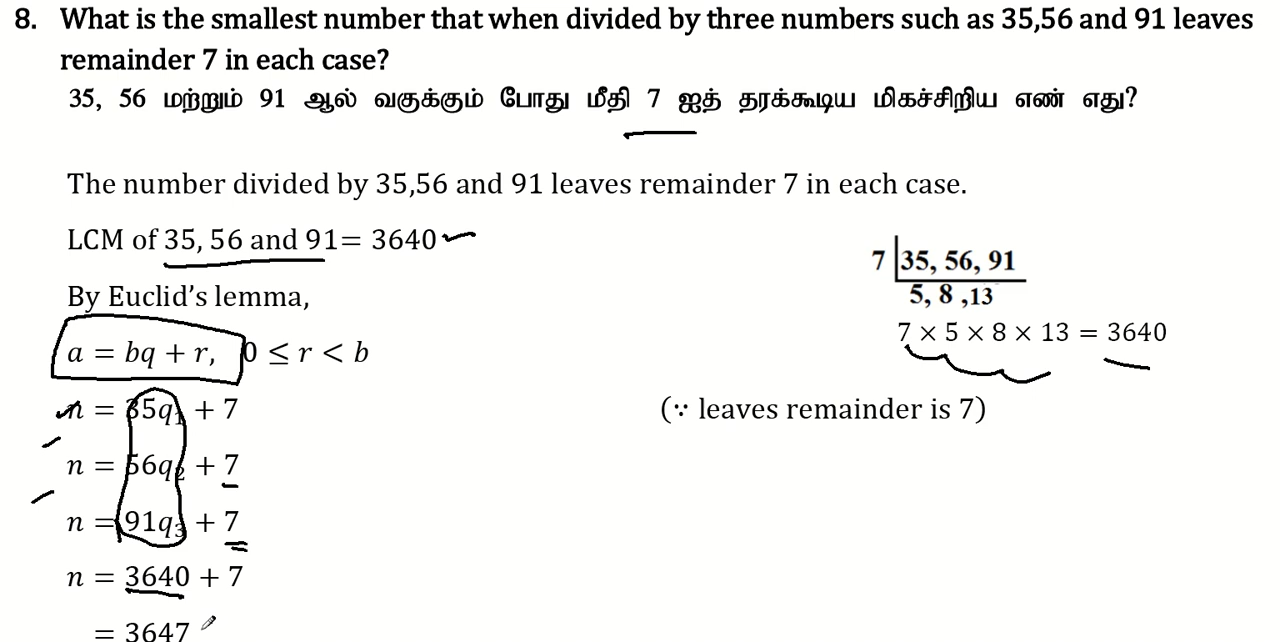 8. What is the smallest number that when divided by three numbers such as 35,56 and 91 leaves
remainder 7 in each case?
35, 56 மற்றும் 91 ஆல் வகுக்கும் போது மீதி 7 ஐத் தரக்கூடிய மிகச்சிறிய எண் எது?
The number divided by 35,56 and 91 leaves remainder 7 in each case.
LCM of 35, 56 and 91= 3640
7 35, 56, 91
5, 8 ,13
7 × 5 × 8 × 13 = 3640
By Euclid's lemma,
a = bq + r, 0 ≤ r < b
n = 35q₁ + 7 (∵ leaves remainder is 7)
n = 56q₂ + 7
n = 91q₃ + 7
n = 3640 + 7
= 3647